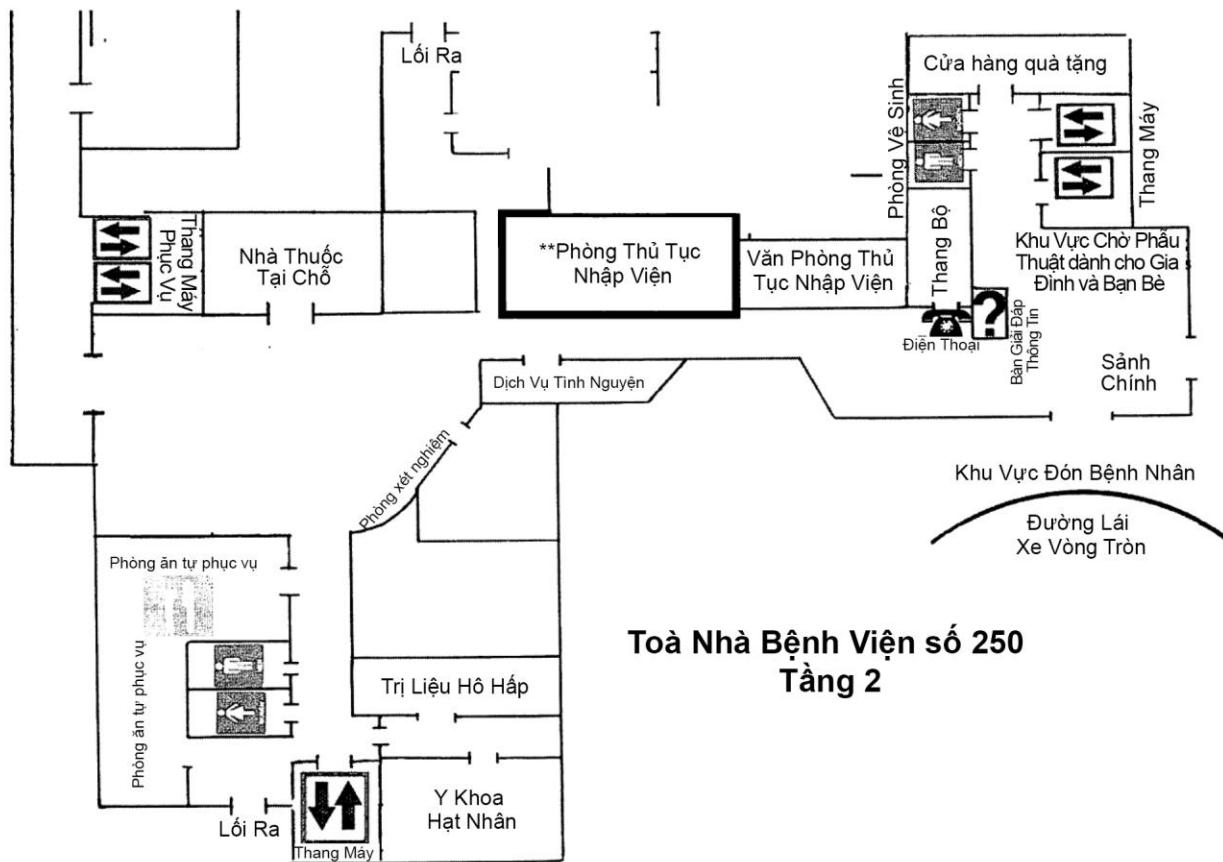 Lối Ra
Cửa hàng quà tặng
Phòng Vệ Sinh
Thang Máy
Thang Máy
Phục Vụ
Nhà Thuốc
Tại Chỗ
**Phòng Thủ Tục
Nhập Viện
Văn Phòng Thủ
Tục Nhập Viện
Thang Bộ
Khu Vực Chờ Phẫu
Thuật dành cho Gia
Đình và Bạn Bè
?
Điện Thoại
Bàn Giải Đáp
Thông Tin
Sảnh
Chính
Dịch Vụ Tình Nguyện
Phòng xét nghiệm
Khu Vực Đón Bệnh Nhân
Đường Lái
Xe Vòng Tròn
Phòng ăn tự phục vụ
Phòng ăn tự phục vụ
Toà Nhà Bệnh Viện số 250
Tầng 2
Trị Liệu Hô Hấp
Y Khoa
Hạt Nhân
Lối Ra
Thang Máy